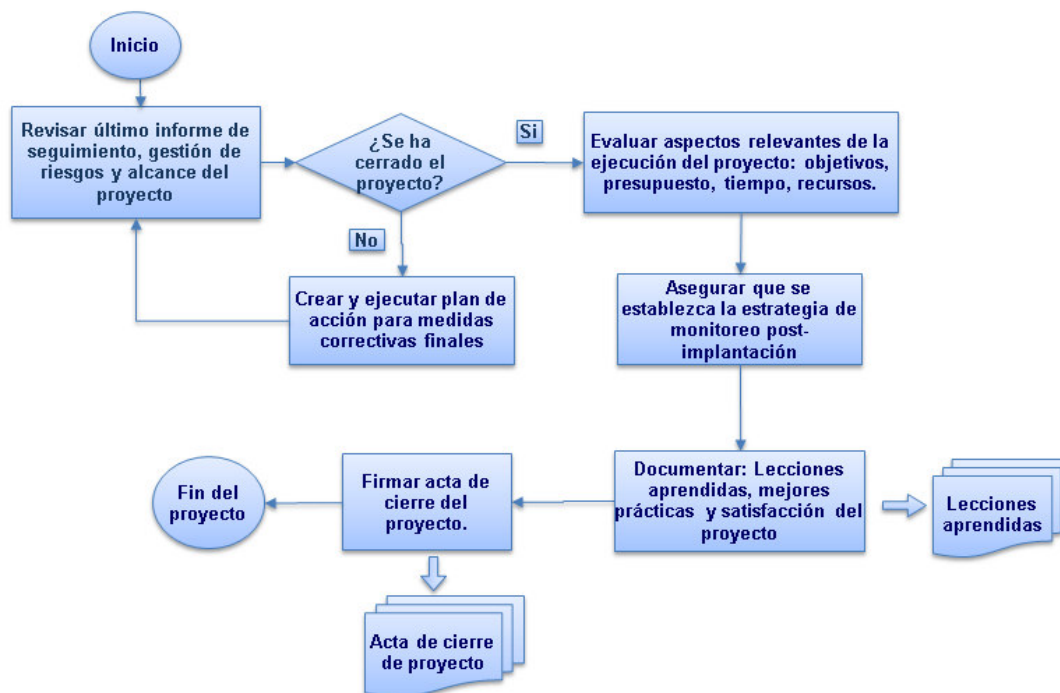 Inicio
Revisar último informe de
seguimiento, gestión de
riesgos y alcance del
proyecto
¿Se ha
cerrado el
proyecto?
Si
Evaluar aspectos relevantes de la
ejecución del proyecto: objetivos,
presupuesto, tiempo, recursos.
No
Crear y ejecutar plan de
acción para medidas
correctivas finales
Asegurar que se
establezca la estrategia de
monitoreo post-
implantación
Documentar: Lecciones
aprendidas, mejores
prácticas y satisfacción del
proyecto
Lecciones
aprendidas
Firmar acta de
cierre del
proyecto.
Fin del
proyecto
Acta de cierre
de proyecto